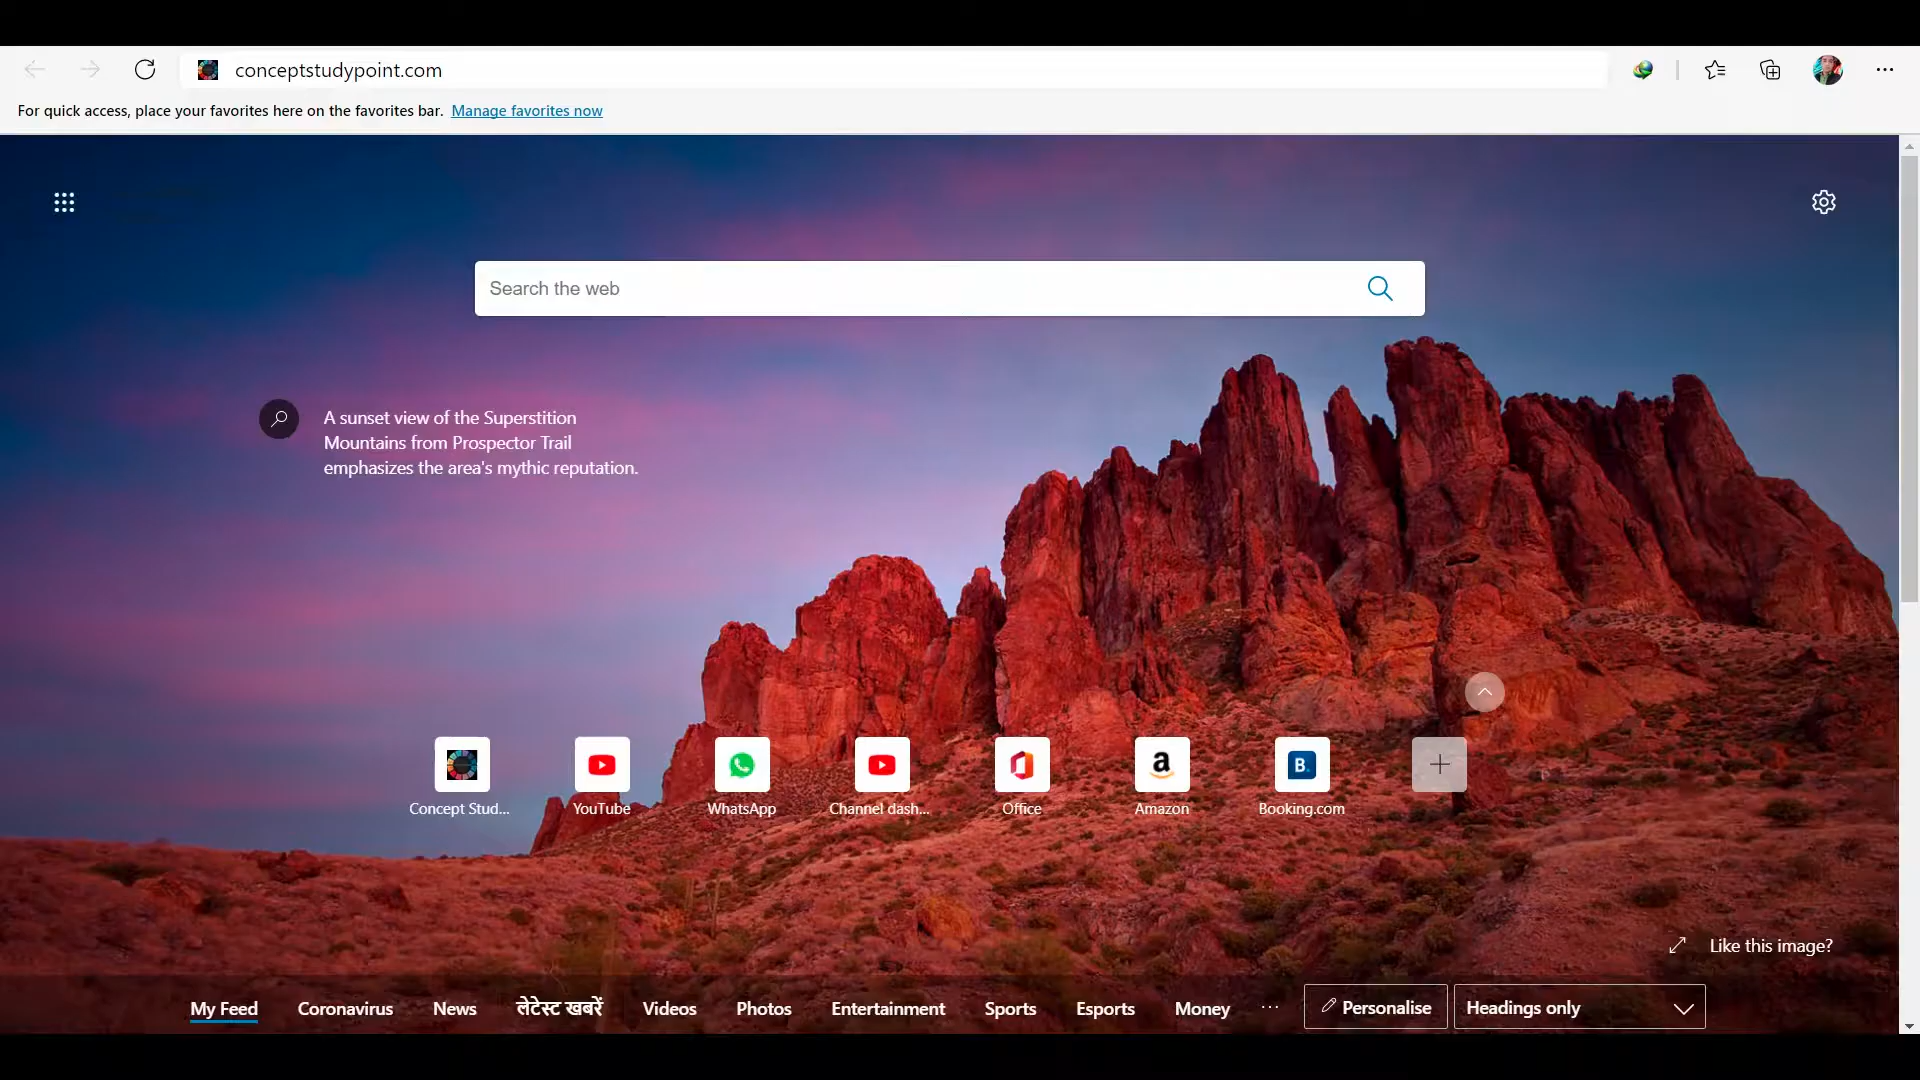 conceptstudypoint.com
For quick access, place your favorites here on the favorites bar. Manage favorites now
Search the web
A sunset view of the Superstition
Mountains from Prospector Trail
emphasizes the area's mythic reputation.
Concept Stud... YouTube WhatsApp Channel dash... Office Amazon Booking.com
Like this image?
My Feed Coronavirus News लेटेस्ट खबरें Videos Photos Entertainment Sports Esports Money ... Personalise Headings only